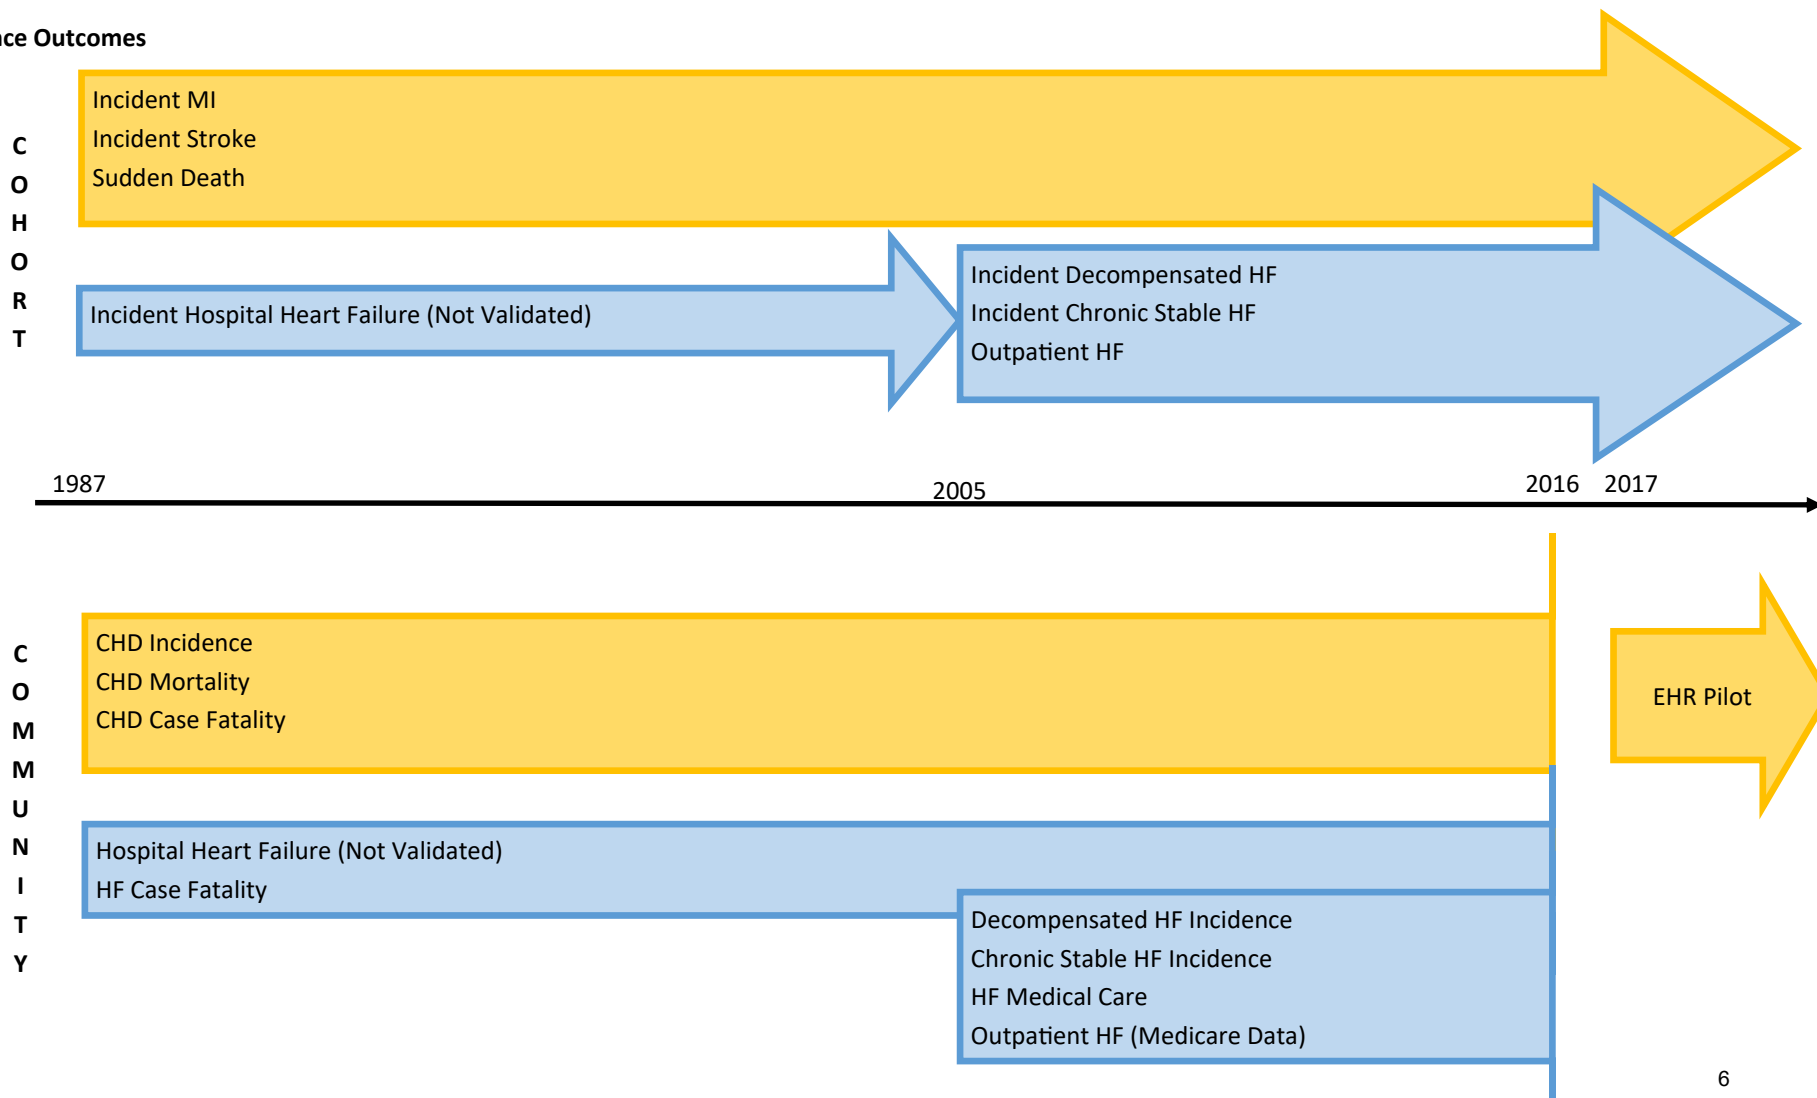 Outcomes
COHORT
Incident MI
Incident Stroke
Sudden Death
Incident Hospital Heart Failure (Not Validated)
Incident Decompensated HF
Incident Chronic Stable HF
Outpatient HF
1987
2005
2016 2017
COMMUNITY
CHD Incidence
CHD Mortality
CHD Case Fatality
EHR Pilot
Hospital Heart Failure (Not Validated)
HF Case Fatality
Decompensated HF Incidence
Chronic Stable HF Incidence
HF Medical Care
Outpatient HF (Medicare Data)
6